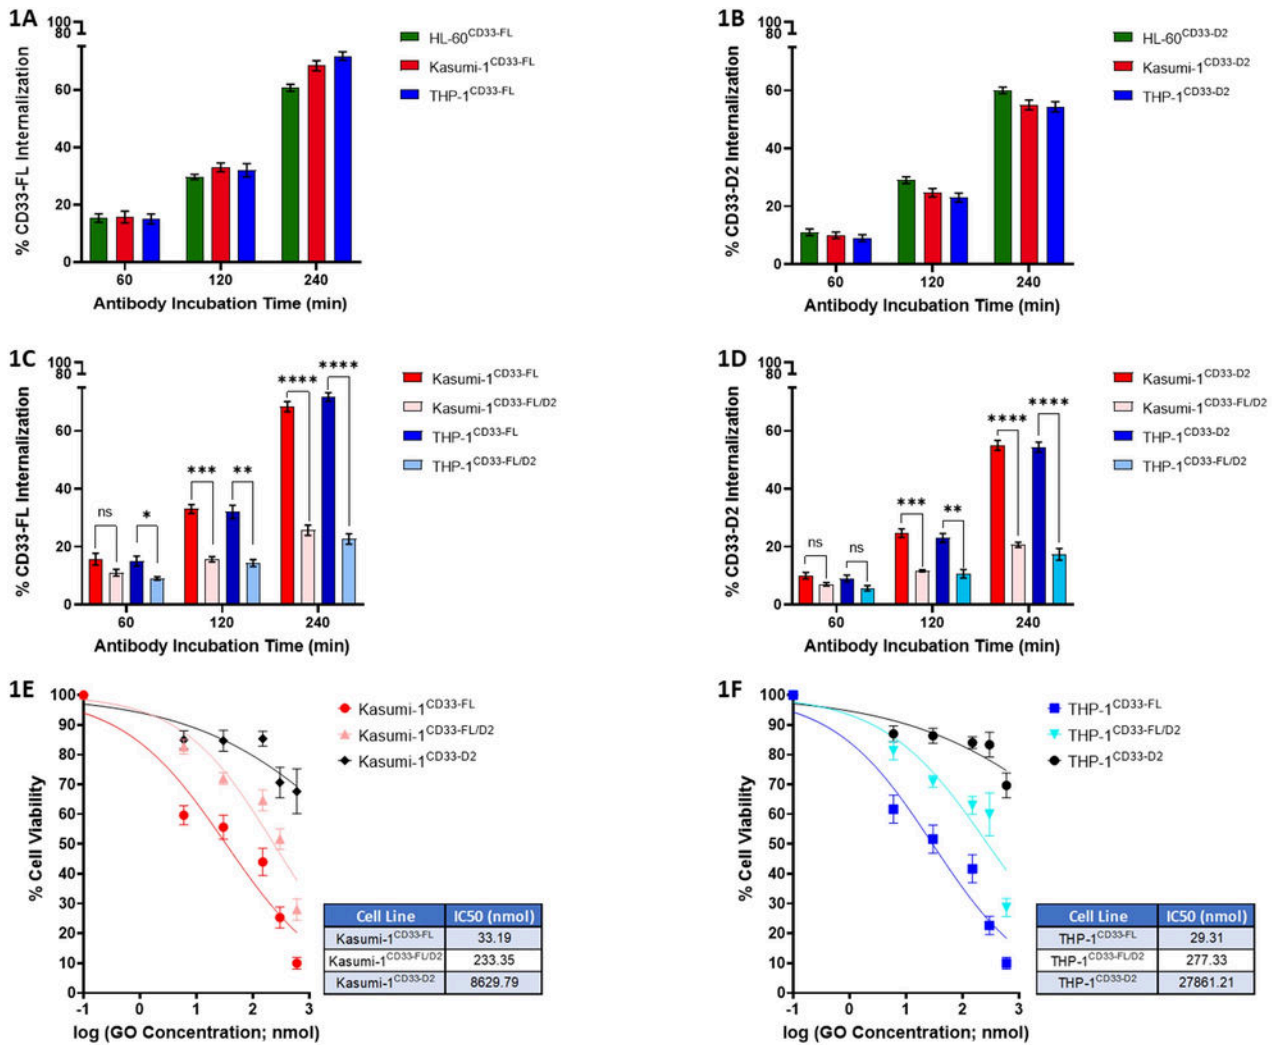 1A
100
80
60
40
20
0
% CD33-FL Internalization
60 120 240
Antibody Incubation Time (min)
HL-60CD33-FL
Kasumi-1CD33-FL
THP-1CD33-FL
1B
100
80
60
40
20
0
% CD33-D2 Internalization
60 120 240
Antibody Incubation Time (min)
HL-60CD33-D2
Kasumi-1CD33-D2
THP-1CD33-D2
1C
100
80
60
40
20
0
% CD33-FL Internalization
ns * *** ** **** ****
60 120 240
Antibody Incubation Time (min)
Kasumi-1CD33-FL
Kasumi-1CD33-FL/D2
THP-1CD33-FL
THP-1CD33-FL/D2
1D
100
80
60
40
20
0
% CD33-D2 Internalization
ns ns *** ** **** ****
60 120 240
Antibody Incubation Time (min)
Kasumi-1CD33-D2
Kasumi-1CD33-FL/D2
THP-1CD33-D2
THP-1CD33-FL/D2
1E
100
90
80
70
60
50
40
30
20
10
0
% Cell Viability
-1 0 1 2 3
log (GO Concentration; nmol)
Kasumi-1CD33-FL
Kasumi-1CD33-FL/D2
Kasumi-1CD33-D2
Cell Line IC50 (nmol)
Kasumi-1CD33-FL 33.19
Kasumi-1CD33-FL/D2 233.35
Kasumi-1CD33-D2 8629.79
1F
100
90
80
70
60
50
40
30
20
10
0
% Cell Viability
-1 0 1 2 3
log (GO Concentration; nmol)
THP-1CD33-FL
THP-1CD33-FL/D2
THP-1CD33-D2
Cell Line IC50 (nmol)
THP-1CD33-FL 29.31
THP-1CD33-FL/D2 277.33
THP-1CD33-D2 27861.21